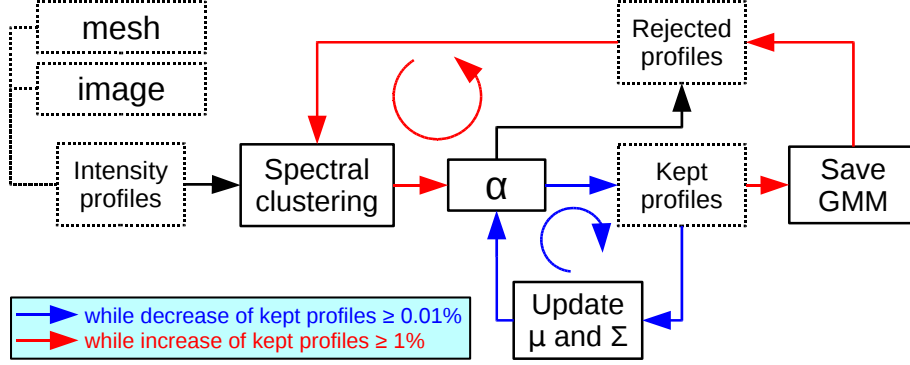 mesh
image
Intensity
profiles
Spectral
clustering
α
Rejected
profiles
Kept
profiles
Save
GMM
Update
μ and Σ
while decrease of kept profiles ≥ 0.01%
while increase of kept profiles ≥ 1%